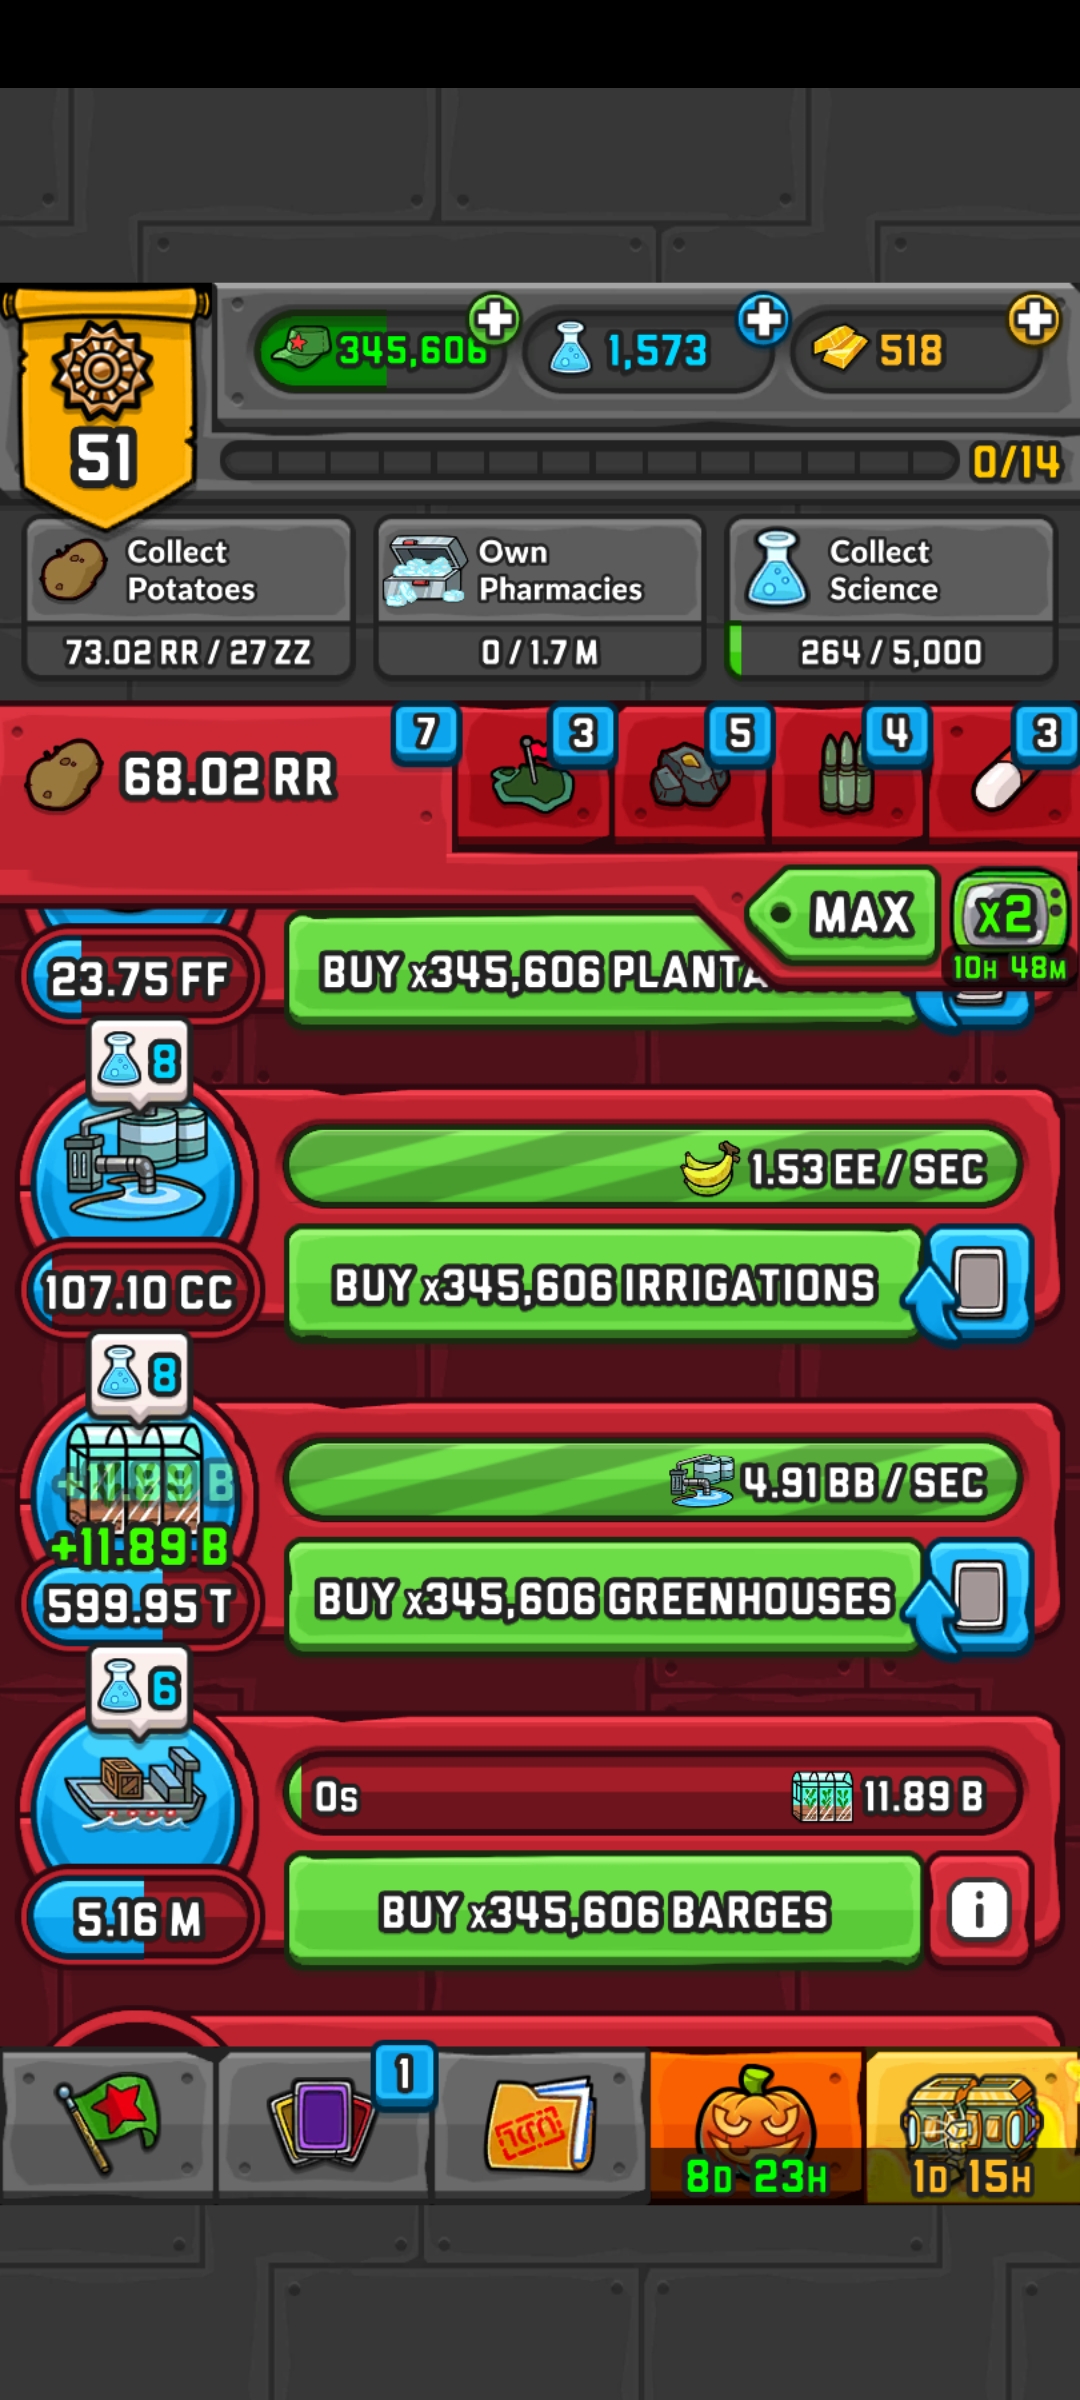 345,606
1,573
518
51
0/14
Collect
Potatoes
Own
Pharmacies
Collect
Science
73.02 RR / 27 ZZ
0 / 1.7 M
264 / 5,000
7
3
5
4
3
68.02 RR
MAX
x2
10H 48M
23.75 FF
BUY x345,606 PLANTA
8
1.53 EE / SEC
107.10 CC
BUY x345,606 IRRIGATIONS
8
4.91 BB / SEC
+11.89 B
+11.89 B
599.95 T
BUY x345,606 GREENHOUSES
6
0s
11.89 B
5.16 M
BUY x345,606 BARGES
i
1
8D 23H
1D 15H